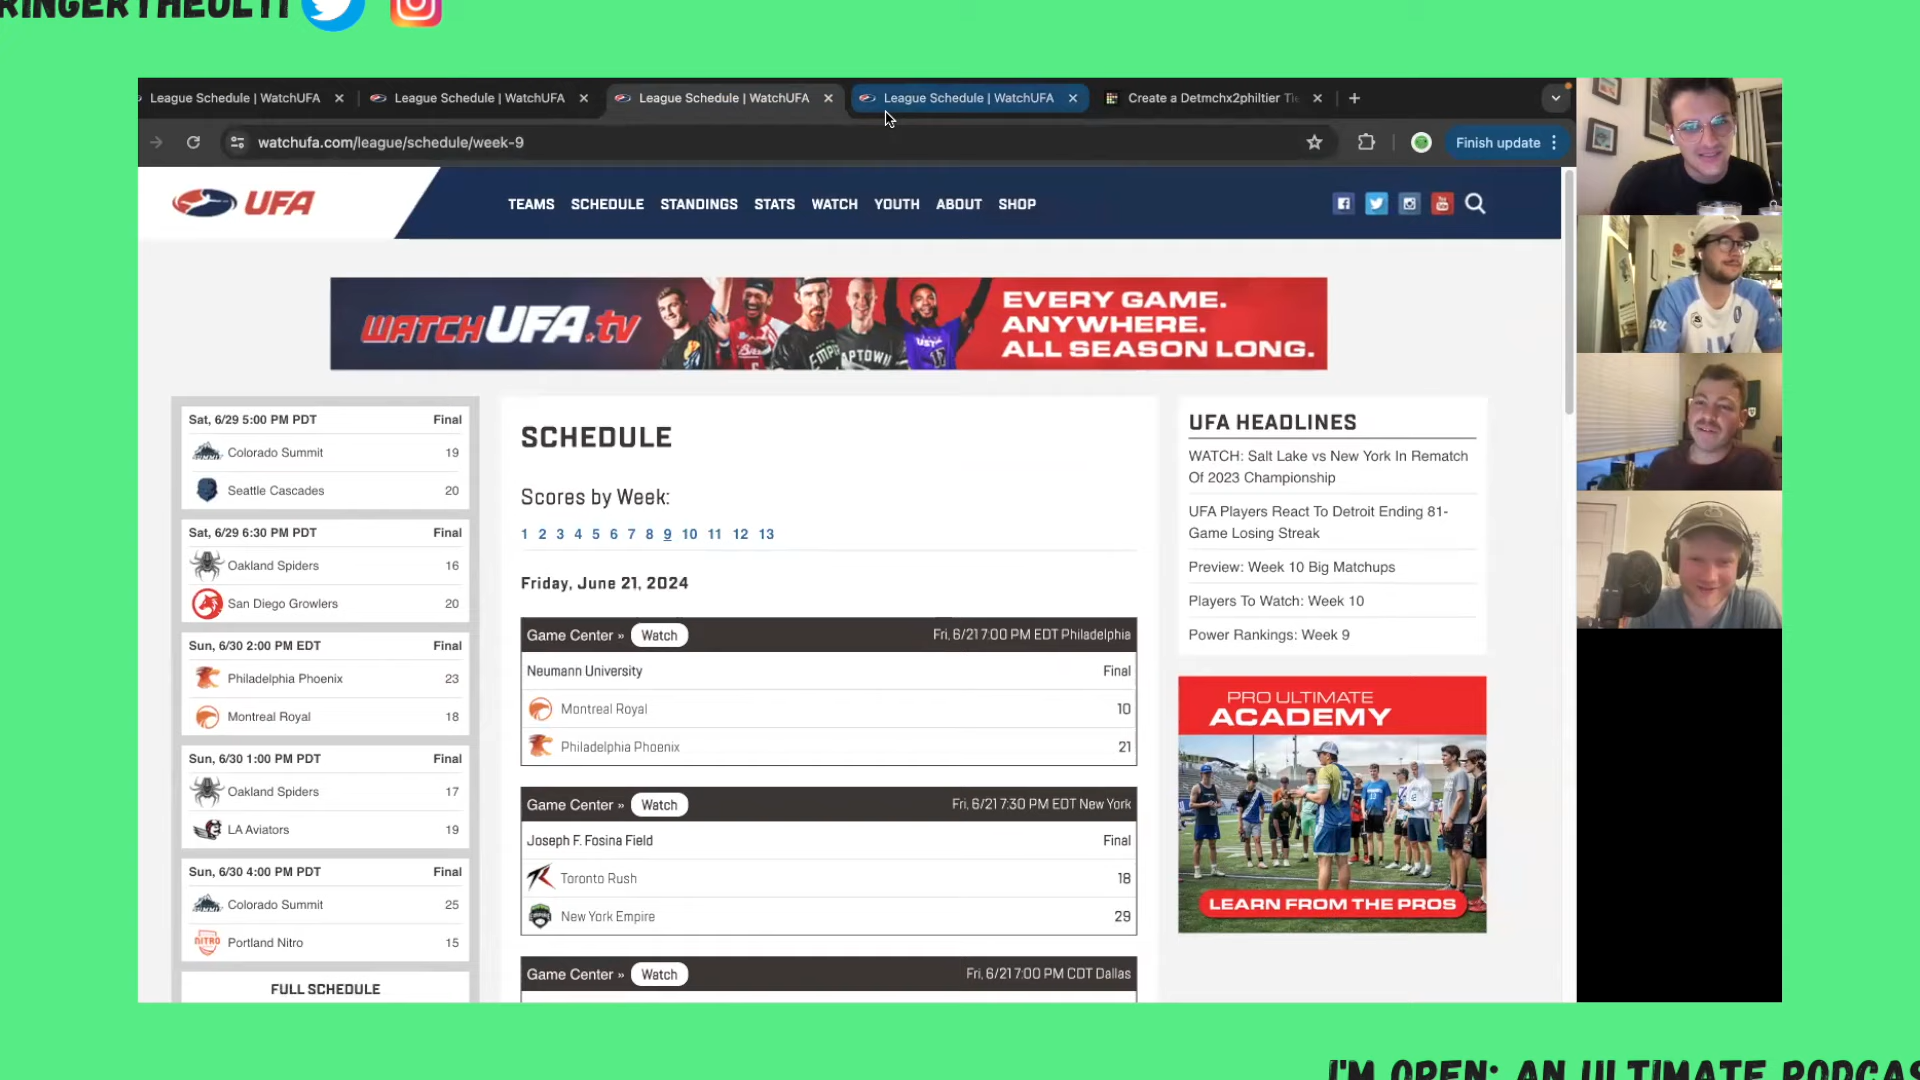 RINGERTHEULTI
League Schedule | WatchUFA
League Schedule | WatchUFA
League Schedule | WatchUFA
League Schedule | WatchUFA
Create a Detmchx2philtier Tie
watchufa.com/league/schedule/week-9
Finish update
UFA
TEAMS SCHEDULE STANDINGS STATS WATCH YOUTH ABOUT SHOP
WATCHUFA.tv
EVERY GAME.
ANYWHERE.
ALL SEASON LONG.
Sat, 6/29 5:00 PM PDT Final
Colorado Summit 19
Seattle Cascades 20
Sat, 6/29 6:30 PM PDT Final
Oakland Spiders 16
San Diego Growlers 20
Sun, 6/30 2:00 PM EDT Final
Philadelphia Phoenix 23
Montreal Royal 18
Sun, 6/30 1:00 PM PDT Final
Oakland Spiders 17
LA Aviators 19
Sun, 6/30 4:00 PM PDT Final
Colorado Summit 25
Portland Nitro 15
FULL SCHEDULE
SCHEDULE
Scores by Week:
1 2 3 4 5 6 7 8 9 10 11 12 13
Friday, June 21, 2024
Game Center » Watch Fri, 6/21 7:00 PM EDT Philadelphia
Neumann University Final
Montreal Royal 10
Philadelphia Phoenix 21
Game Center » Watch Fri, 6/21 7:30 PM EDT New York
Joseph F. Fosina Field Final
Toronto Rush 18
New York Empire 29
Game Center » Watch Fri, 6/21 7:00 PM CDT Dallas
UFA HEADLINES
WATCH: Salt Lake vs New York In Rematch
Of 2023 Championship
UFA Players React To Detroit Ending 81-
Game Losing Streak
Preview: Week 10 Big Matchups
Players To Watch: Week 10
Power Rankings: Week 9
PRO ULTIMATE
ACADEMY
LEARN FROM THE PROS
I'M OPEN: AN ULTIMATE PODCAS